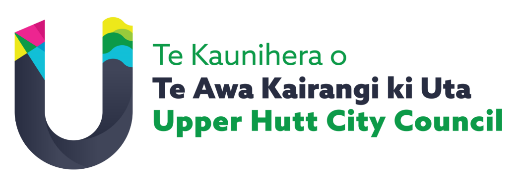 Te Kaunihera o
Te Awa Kairangi ki Uta
Upper Hutt City Council